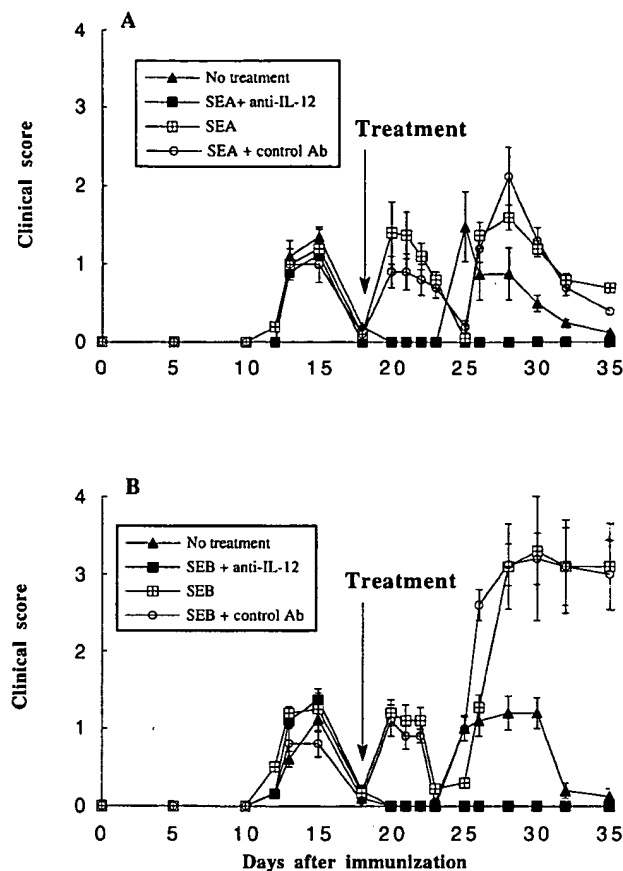 A
4
3
2
1
0
Clinical score
No treatment
SEA+ anti-IL-12
SEA
SEA + control Ab
Treatment
0 5 10 15 20 25 30 35
B
4
3
2
1
0
Clinical score
No treatment
SEB + anti-IL-12
SEB
SEB + control Ab
Treatment
0 5 10 15 20 25 30 35
Days after immunization